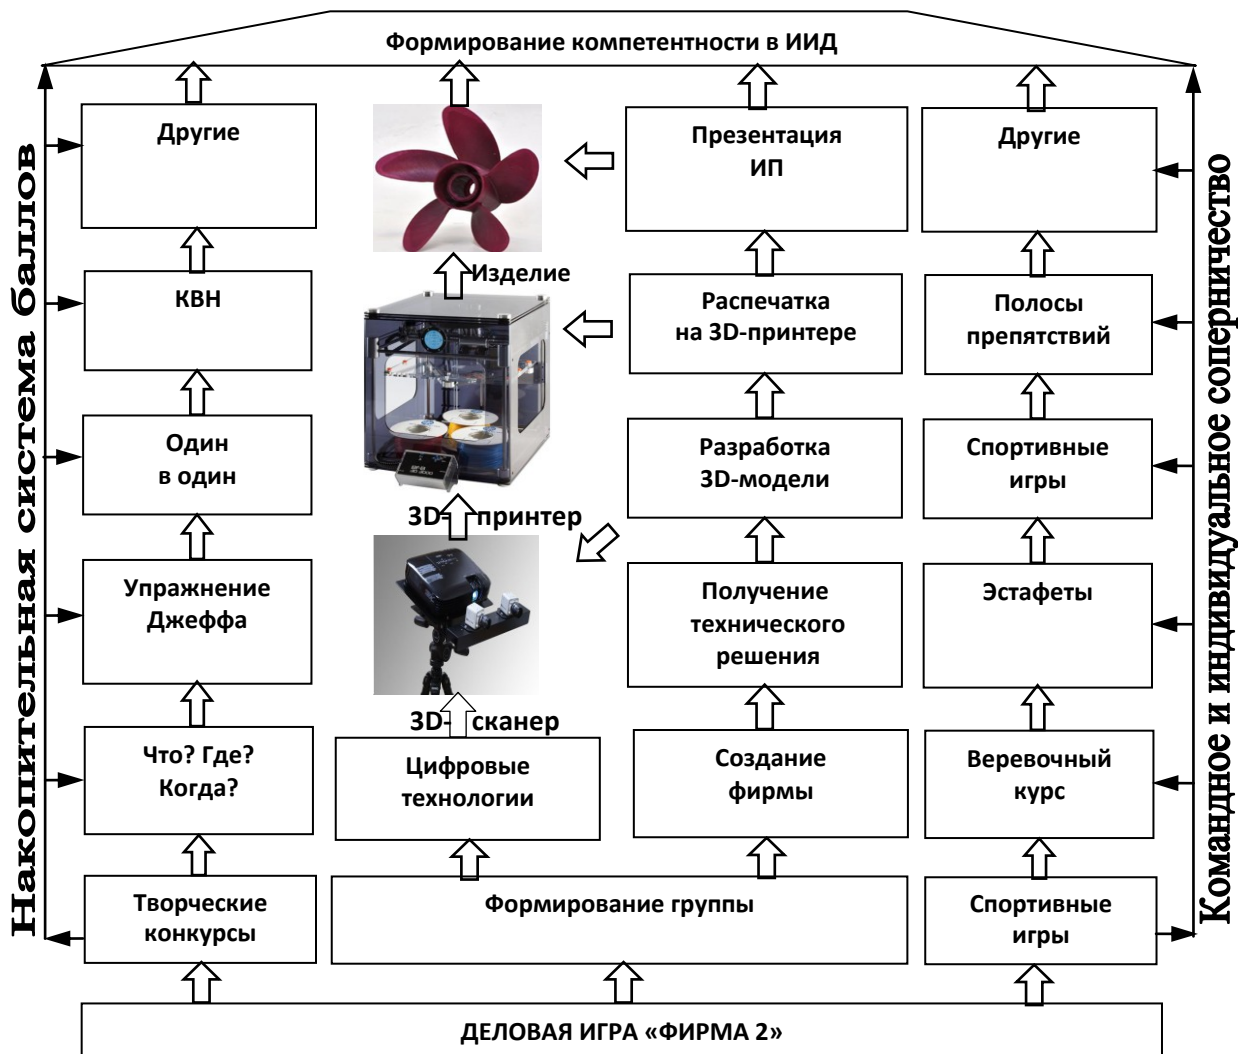 Формирование компетентности в ИИД
Накопительная система баллов
Командное и индивидуальное соперничество
Другие
Презентация
ИП
Другие
Изделие
КВН
Распечатка
на 3D-принтере
Полосы
препятствий
Один
в один
Разработка
3D-модели
Спортивные
игры
3D- принтер
Упражнение
Джеффа
Получение
технического
решения
Эстафеты
3D- сканер
Что? Где?
Когда?
Цифровые
технологии
Создание
фирмы
Веревочный
курс
Творческие
конкурсы
Формирование группы
Спортивные
игры
ДЕЛОВАЯ ИГРА «ФИРМА 2»